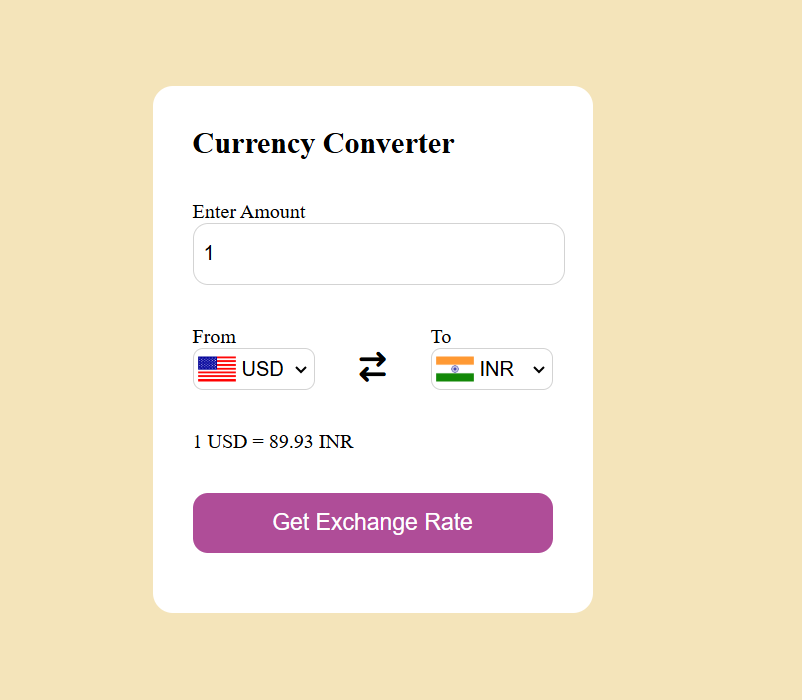 Currency Converter
Enter Amount
1
From
To
USD
INR
1 USD = 89.93 INR
Get Exchange Rate